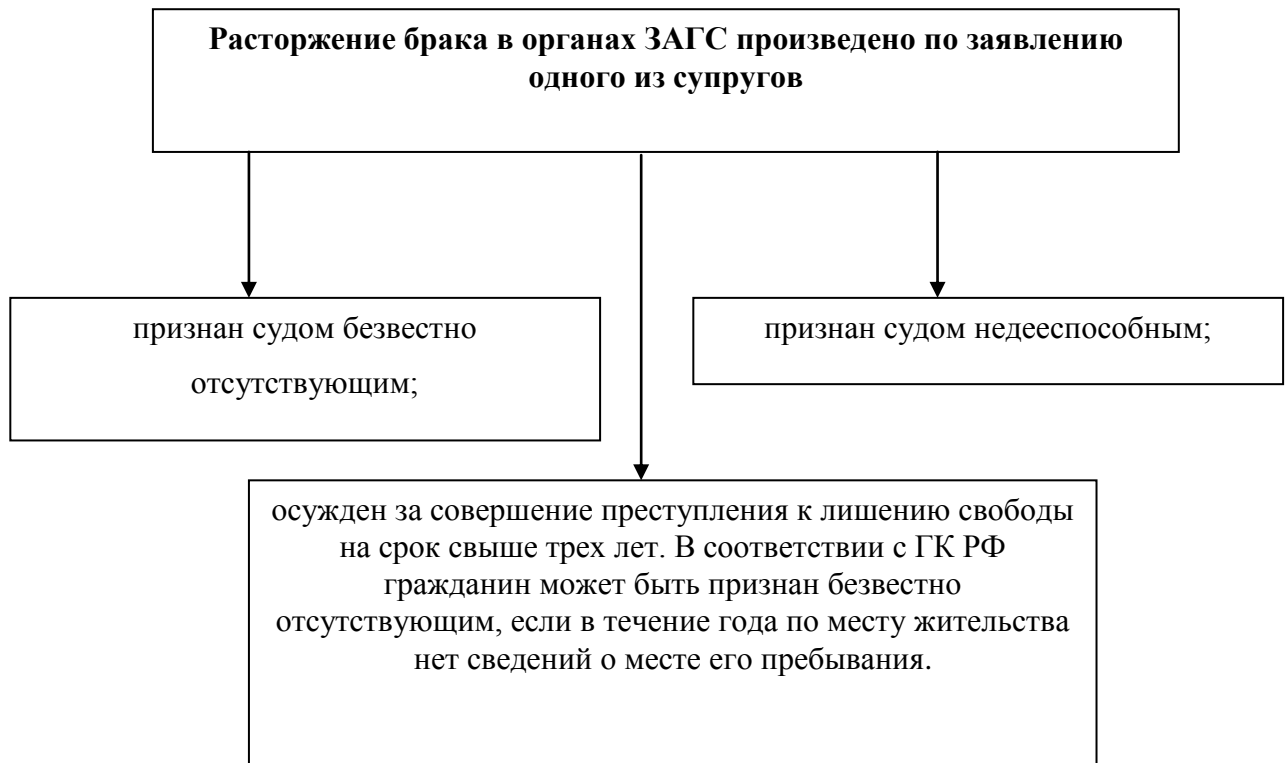 Расторжение брака в органах ЗАГС произведено по заявлению
одного из супругов
признан судом безвестно
отсутствующим;
признан судом недееспособным;
осужден за совершение преступления к лишению свободы
на срок свыше трех лет. В соответствии с ГК РФ
гражданин может быть признан безвестно
отсутствующим, если в течение года по месту жительства
нет сведений о месте его пребывания.